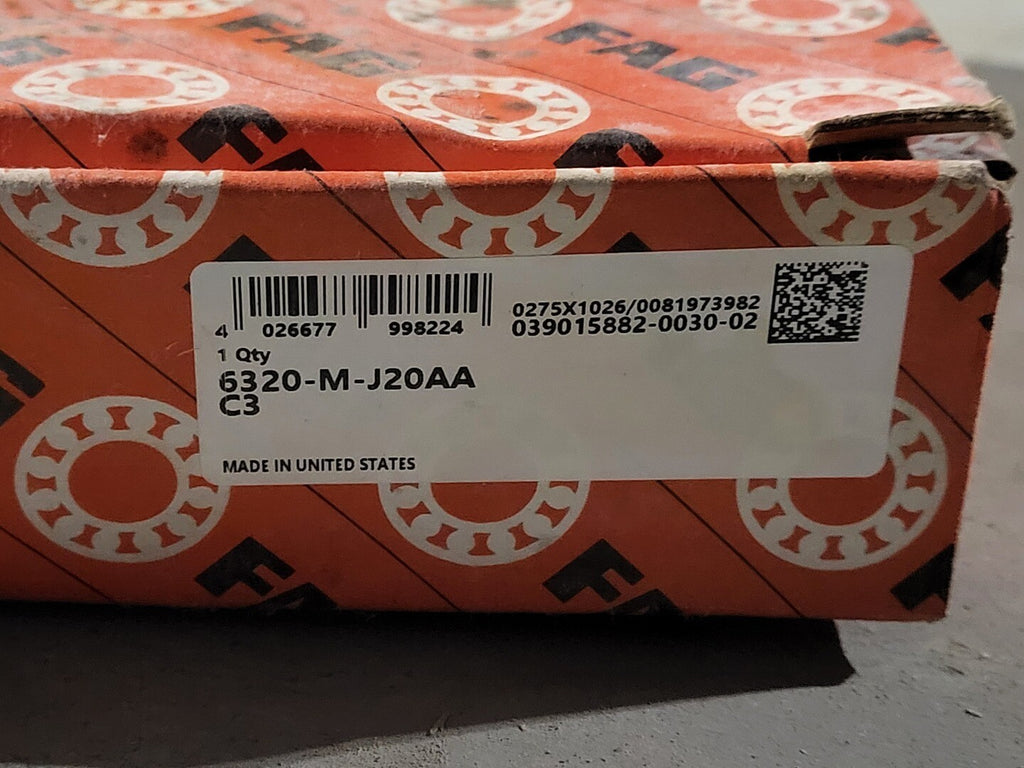 FAG
FAG
FAG
4 026677 998224
0275X1026/0081973982
039015882-0030-02
1 Qty
6320-M-J20AA
C3
MADE IN UNITED STATES